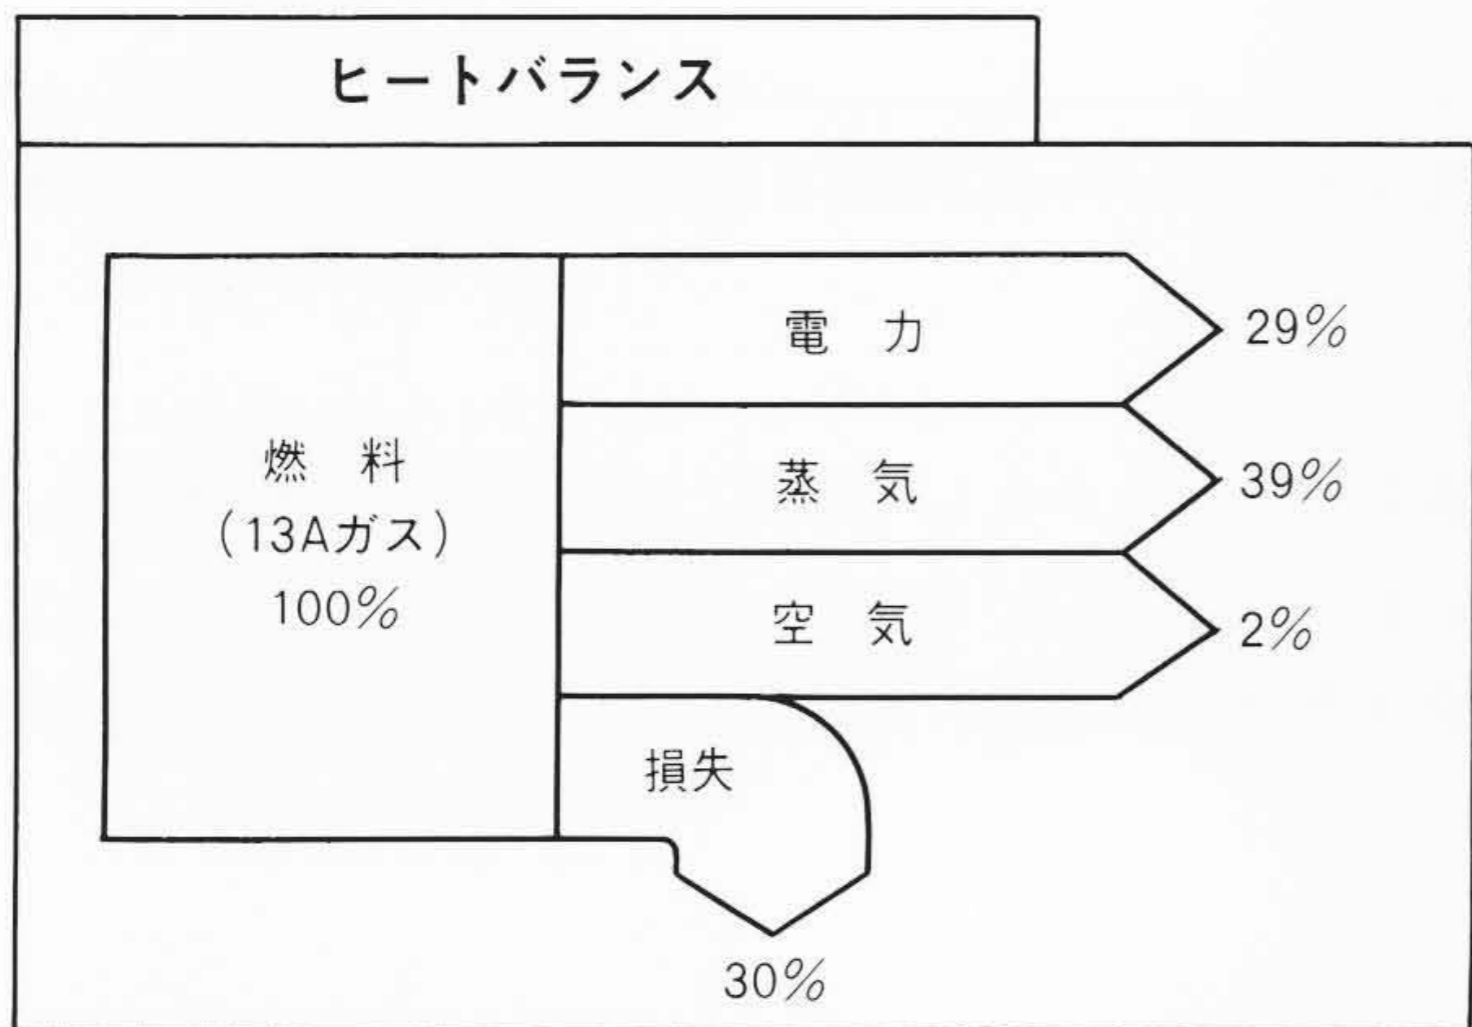 ヒートバランス
電 力
29%
燃 料
(13Aガス)
100%
蒸 気
39%
空 気
2%
損失
30%